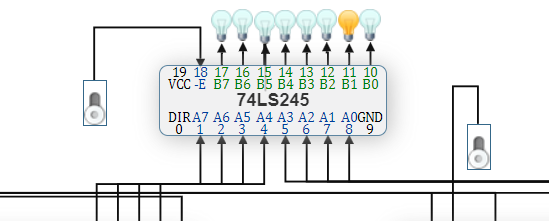 19 18 17 16 15 14 13 12 11 10
VCC -E B7 B6 B5 B4 B3 B2 B1 B0
74LS245
DIR A7 A6 A5 A4 A3 A2 A1 A0 GND
0 1 2 3 4 5 6 7 8 9